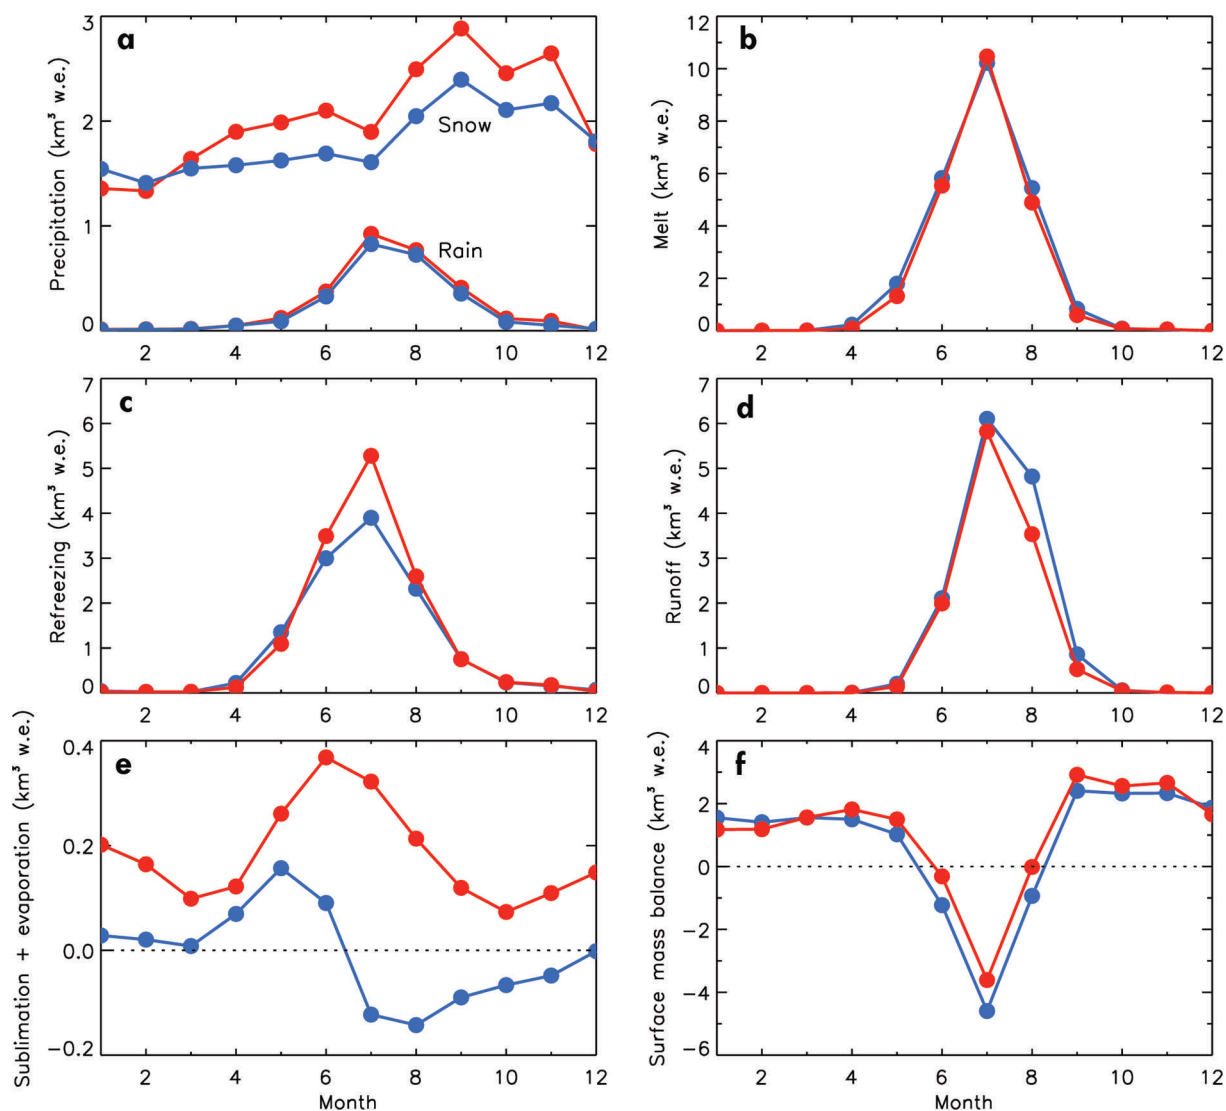 a
Precipitation (km³ w.e.)
3
2
1
0
Snow
Rain
2 4 6 8 10 12
b
Melt (km³ w.e.)
12
10
8
6
4
2
0
2 4 6 8 10 12
c
Refreezing (km³ w.e.)
7
6
5
4
3
2
1
0
2 4 6 8 10 12
d
Runoff (km³ w.e.)
7
6
5
4
3
2
1
0
2 4 6 8 10 12
e
Sublimation + evaporation (km³ w.e.)
0.4
0.2
0.0
−0.2
2 4 6 8 10 12
Month
f
Surface mass balance (km³ w.e.)
4
2
0
−2
−4
−6
2 4 6 8 10 12
Month